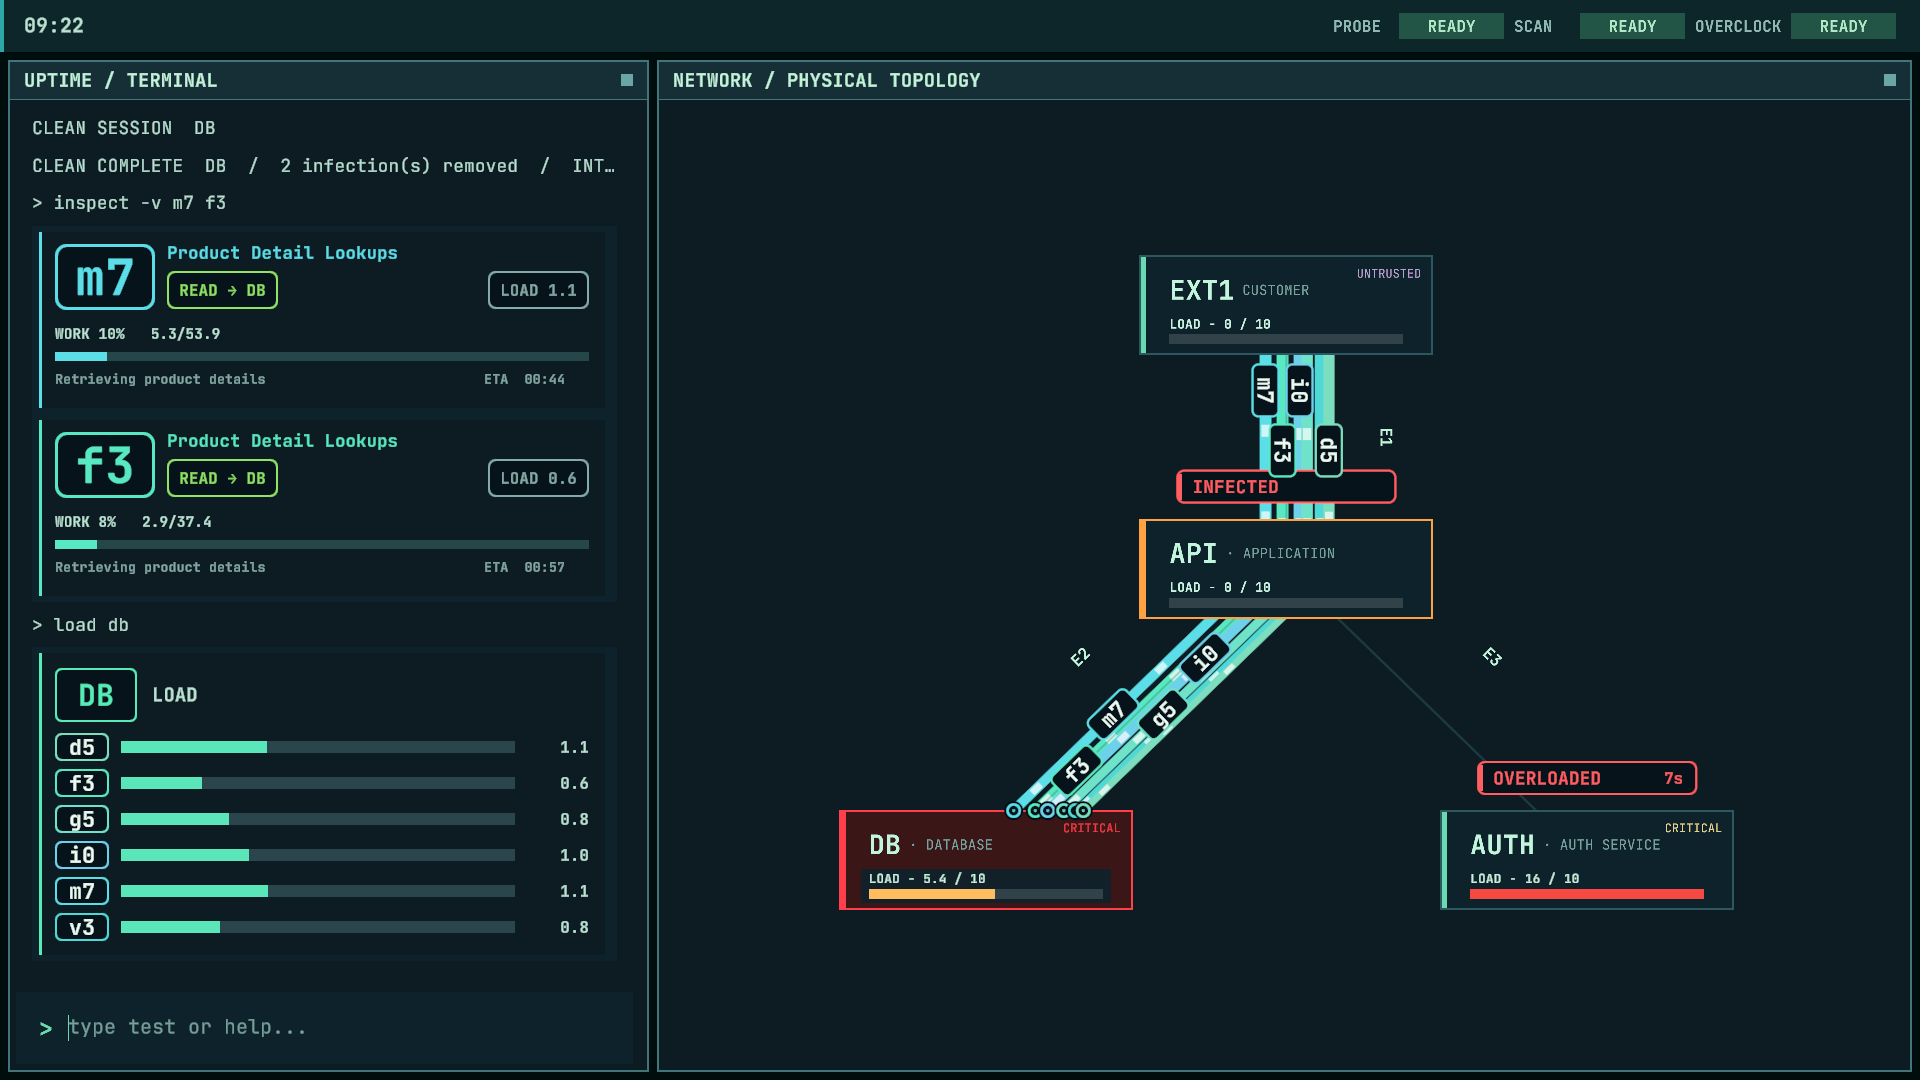 09:22
PROBE READY SCAN READY OVERCLOCK READY
UPTIME / TERMINAL
CLEAN SESSION DB
CLEAN COMPLETE DB / 2 infection(s) removed / INT…
> inspect -v m7 f3
m7
Product Detail Lookups
READ → DB
LOAD 1.1
WORK 10% 5.3/53.9
Retrieving product details ETA 00:44
f3
Product Detail Lookups
READ → DB
LOAD 0.6
WORK 8% 2.9/37.4
Retrieving product details ETA 00:57
> load db
DB LOAD
d5 1.1
f3 0.6
g5 0.8
i0 1.0
m7 1.1
v3 0.8
> type test or help...
NETWORK / PHYSICAL TOPOLOGY
UNTRUSTED
EXT1 CUSTOMER
LOAD - 0 / 10
m7
i0
f3
d5
E1
INFECTED
API · APPLICATION
LOAD - 0 / 10
E2
E3
i0
m7
g5
f3
OVERLOADED 7s
CRITICAL
DB · DATABASE
LOAD - 5.4 / 10
CRITICAL
AUTH · AUTH SERVICE
LOAD - 16 / 10